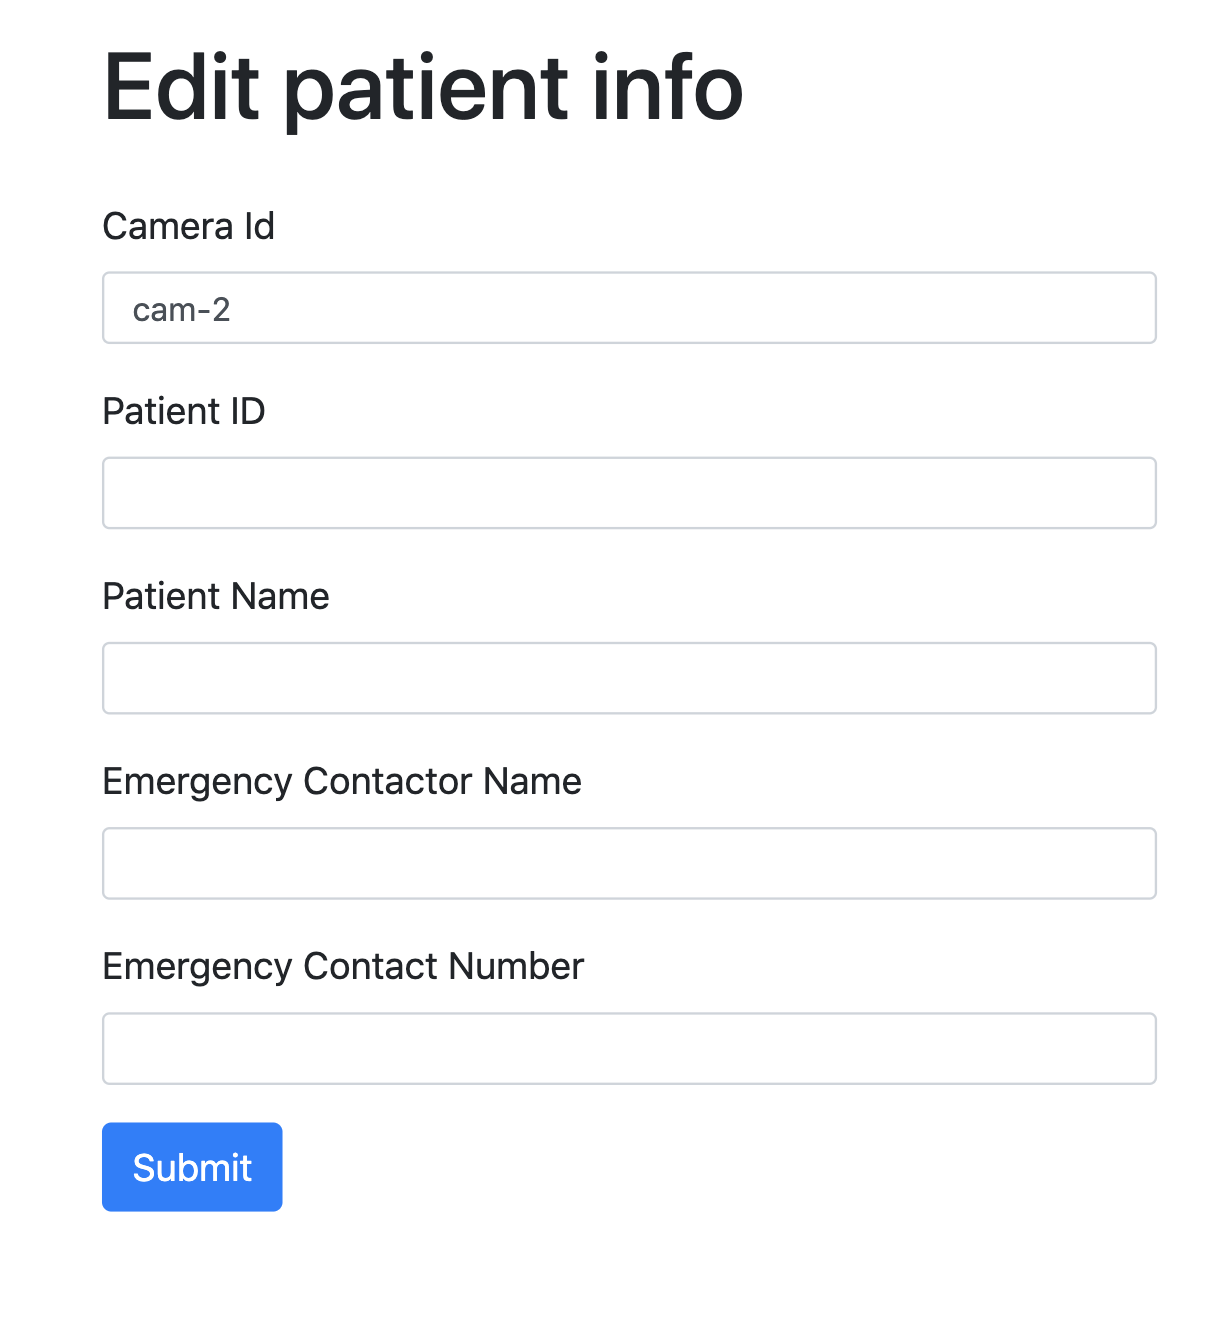 Edit patient info
Camera Id
cam-2
Patient ID
Patient Name
Emergency Contactor Name
Emergency Contact Number
Submit